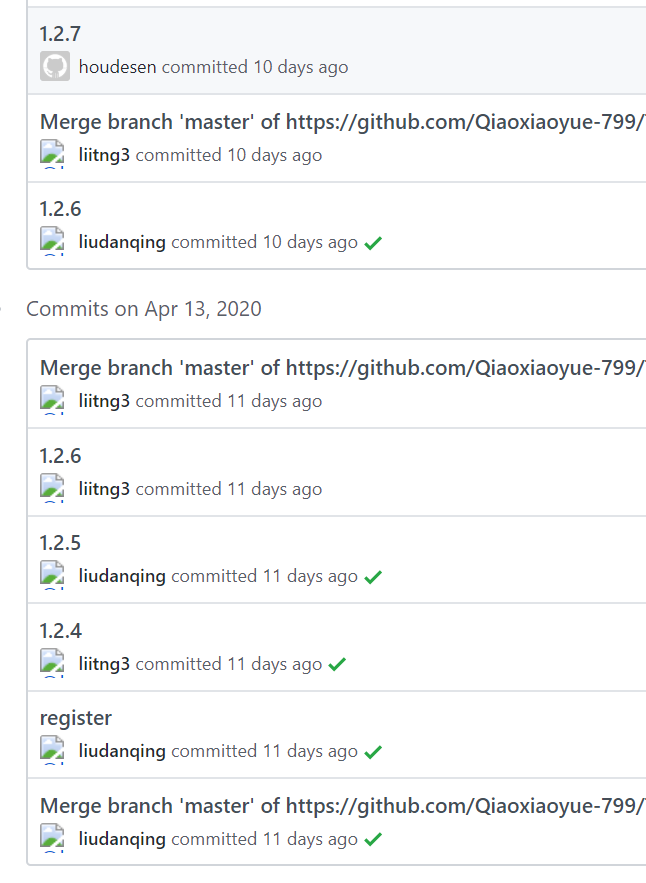 1.2.7
houdesen committed 10 days ago
Merge branch 'master' of https://github.com/Qiaoxiaoyue-799/
liitng3 committed 10 days ago
1.2.6
liudanqing committed 10 days ago
Commits on Apr 13, 2020
Merge branch 'master' of https://github.com/Qiaoxiaoyue-799/
liitng3 committed 11 days ago
1.2.6
liitng3 committed 11 days ago
1.2.5
liudanqing committed 11 days ago
1.2.4
liitng3 committed 11 days ago
register
liudanqing committed 11 days ago
Merge branch 'master' of https://github.com/Qiaoxiaoyue-799/
liudanqing committed 11 days ago